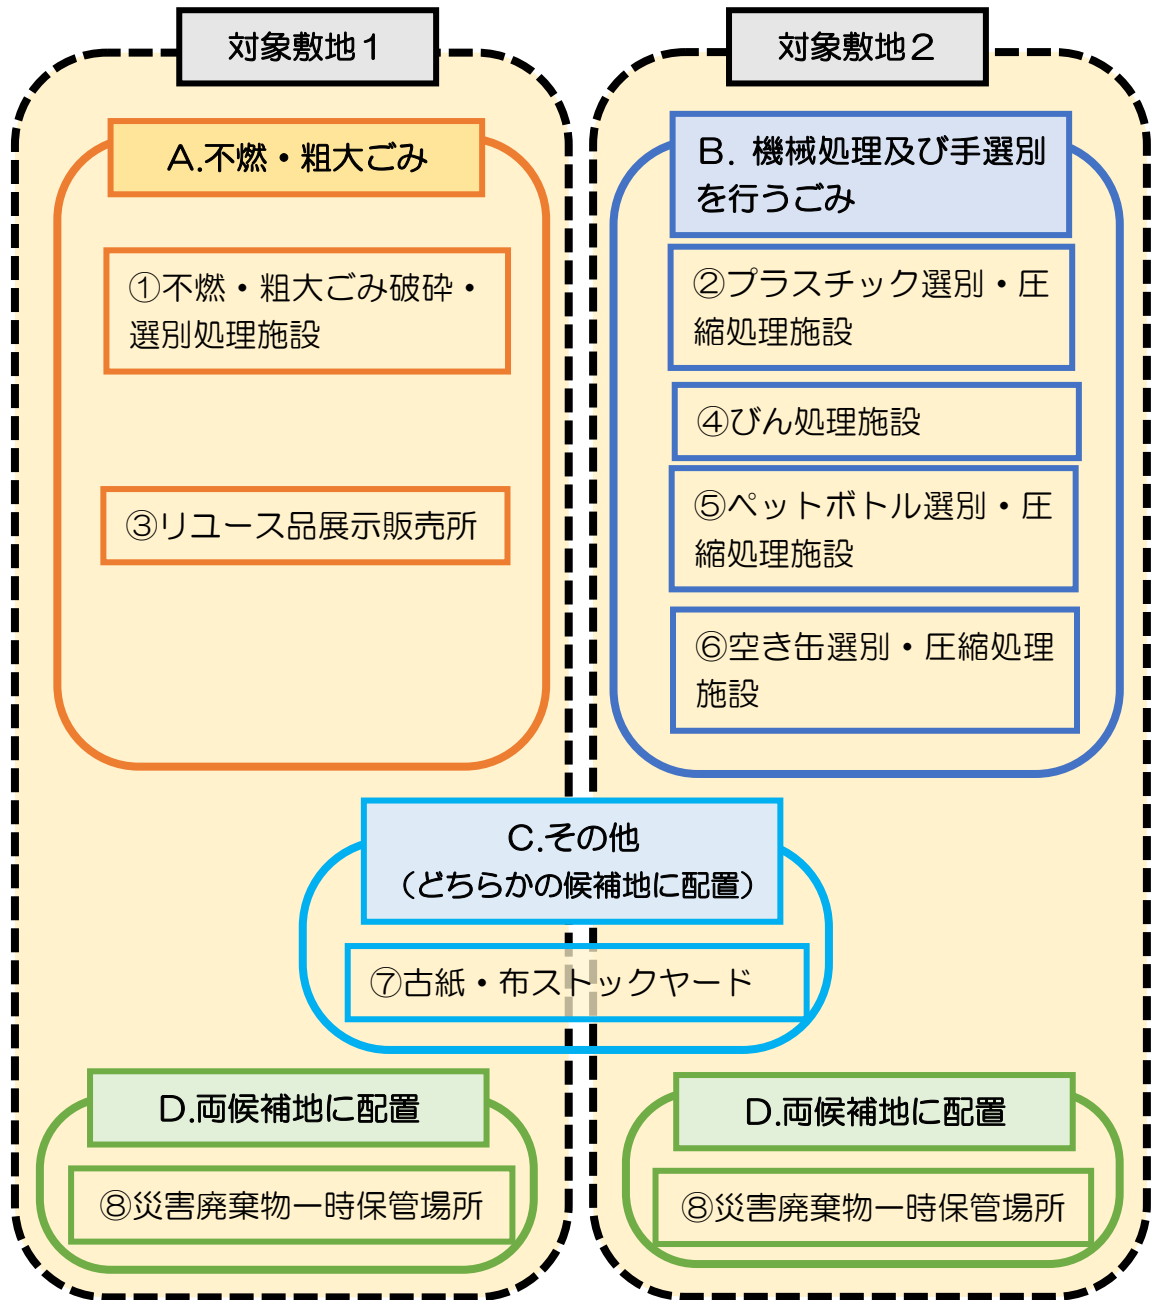 対象敷地１
A.不燃・粗大ごみ
①不燃・粗大ごみ破砕・
選別処理施設
③リユース品展示販売所
対象敷地２
B. 機械処理及び手選別
を行うごみ
②プラスチック選別・圧
縮処理施設
④びん処理施設
⑤ペットボトル選別・圧
縮処理施設
⑥空き缶選別・圧縮処理
施設
C.その他
（どちらかの候補地に配置）
⑦古紙・布ストックヤード
D.両候補地に配置
⑧災害廃棄物一時保管場所
D.両候補地に配置
⑧災害廃棄物一時保管場所